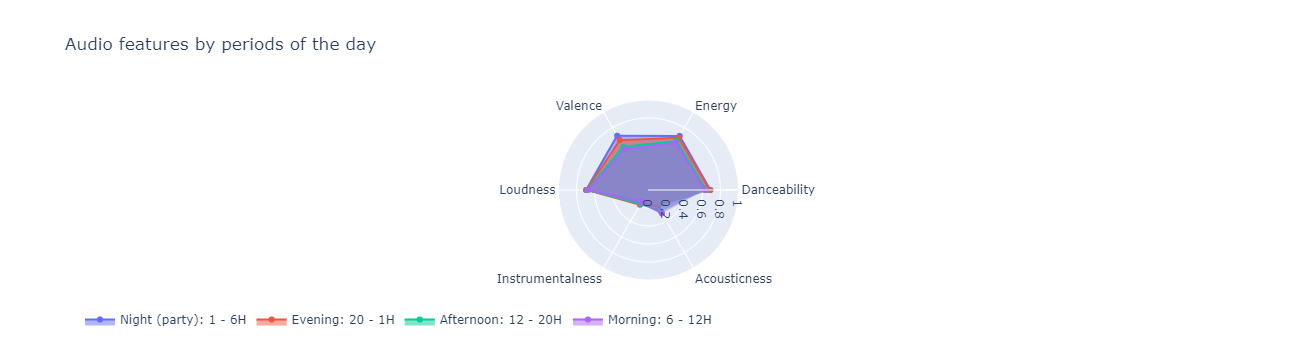 Audio features by periods of the day
Valence
Energy
Loudness
Danceability
0
0.2
0.4
0.6
0.8
1
Instrumentalness
Acousticness
Night (party): 1 - 6H
Evening: 20 - 1H
Afternoon: 12 - 20H
Morning: 6 - 12H